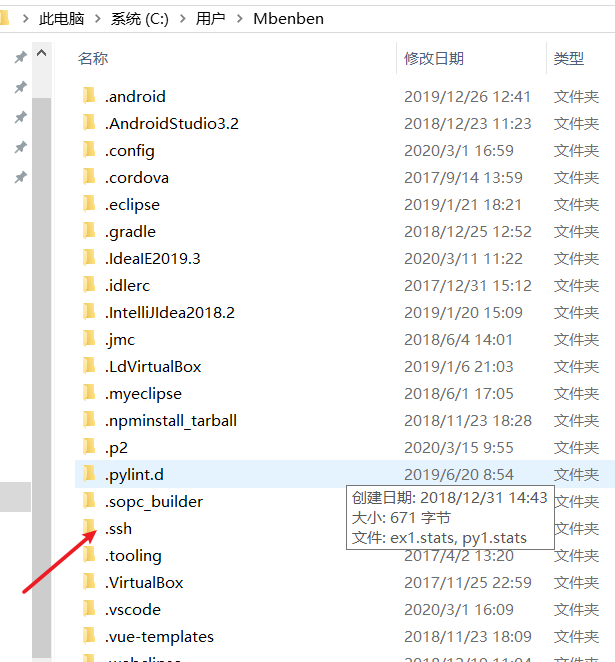 此电脑 > 系统 (C:) > 用户 > Mbenben
名称 修改日期 类型
.android 2019/12/26 12:41 文件夹
.AndroidStudio3.2 2018/12/23 11:23 文件夹
.config 2020/3/1 16:59 文件夹
.cordova 2017/9/14 13:59 文件夹
.eclipse 2019/1/21 18:21 文件夹
.gradle 2018/12/25 12:52 文件夹
.IdeaIE2019.3 2020/3/11 11:22 文件夹
.idlerc 2017/12/31 15:12 文件夹
.IntelliJIdea2018.2 2019/1/20 15:09 文件夹
.jmc 2018/6/4 14:01 文件夹
.LdVirtualBox 2019/1/6 21:03 文件夹
.myeclipse 2018/6/1 17:05 文件夹
.npminstall_tarball 2018/11/23 18:28 文件夹
.p2 2020/3/15 9:55 文件夹
.pylint.d 2019/6/20 8:54 文件夹
.sopc_builder 创建日期: 2018/12/31 14:43 文件夹
大小: 671 字节
.ssh 文件夹
文件: ex1.stats, py1.stats
.tooling 2017/4/2 13:20 文件夹
.VirtualBox 2017/11/25 22:59 文件夹
.vscode 2020/3/1 16:09 文件夹
.vue-templates 2018/11/23 18:09 文件夹